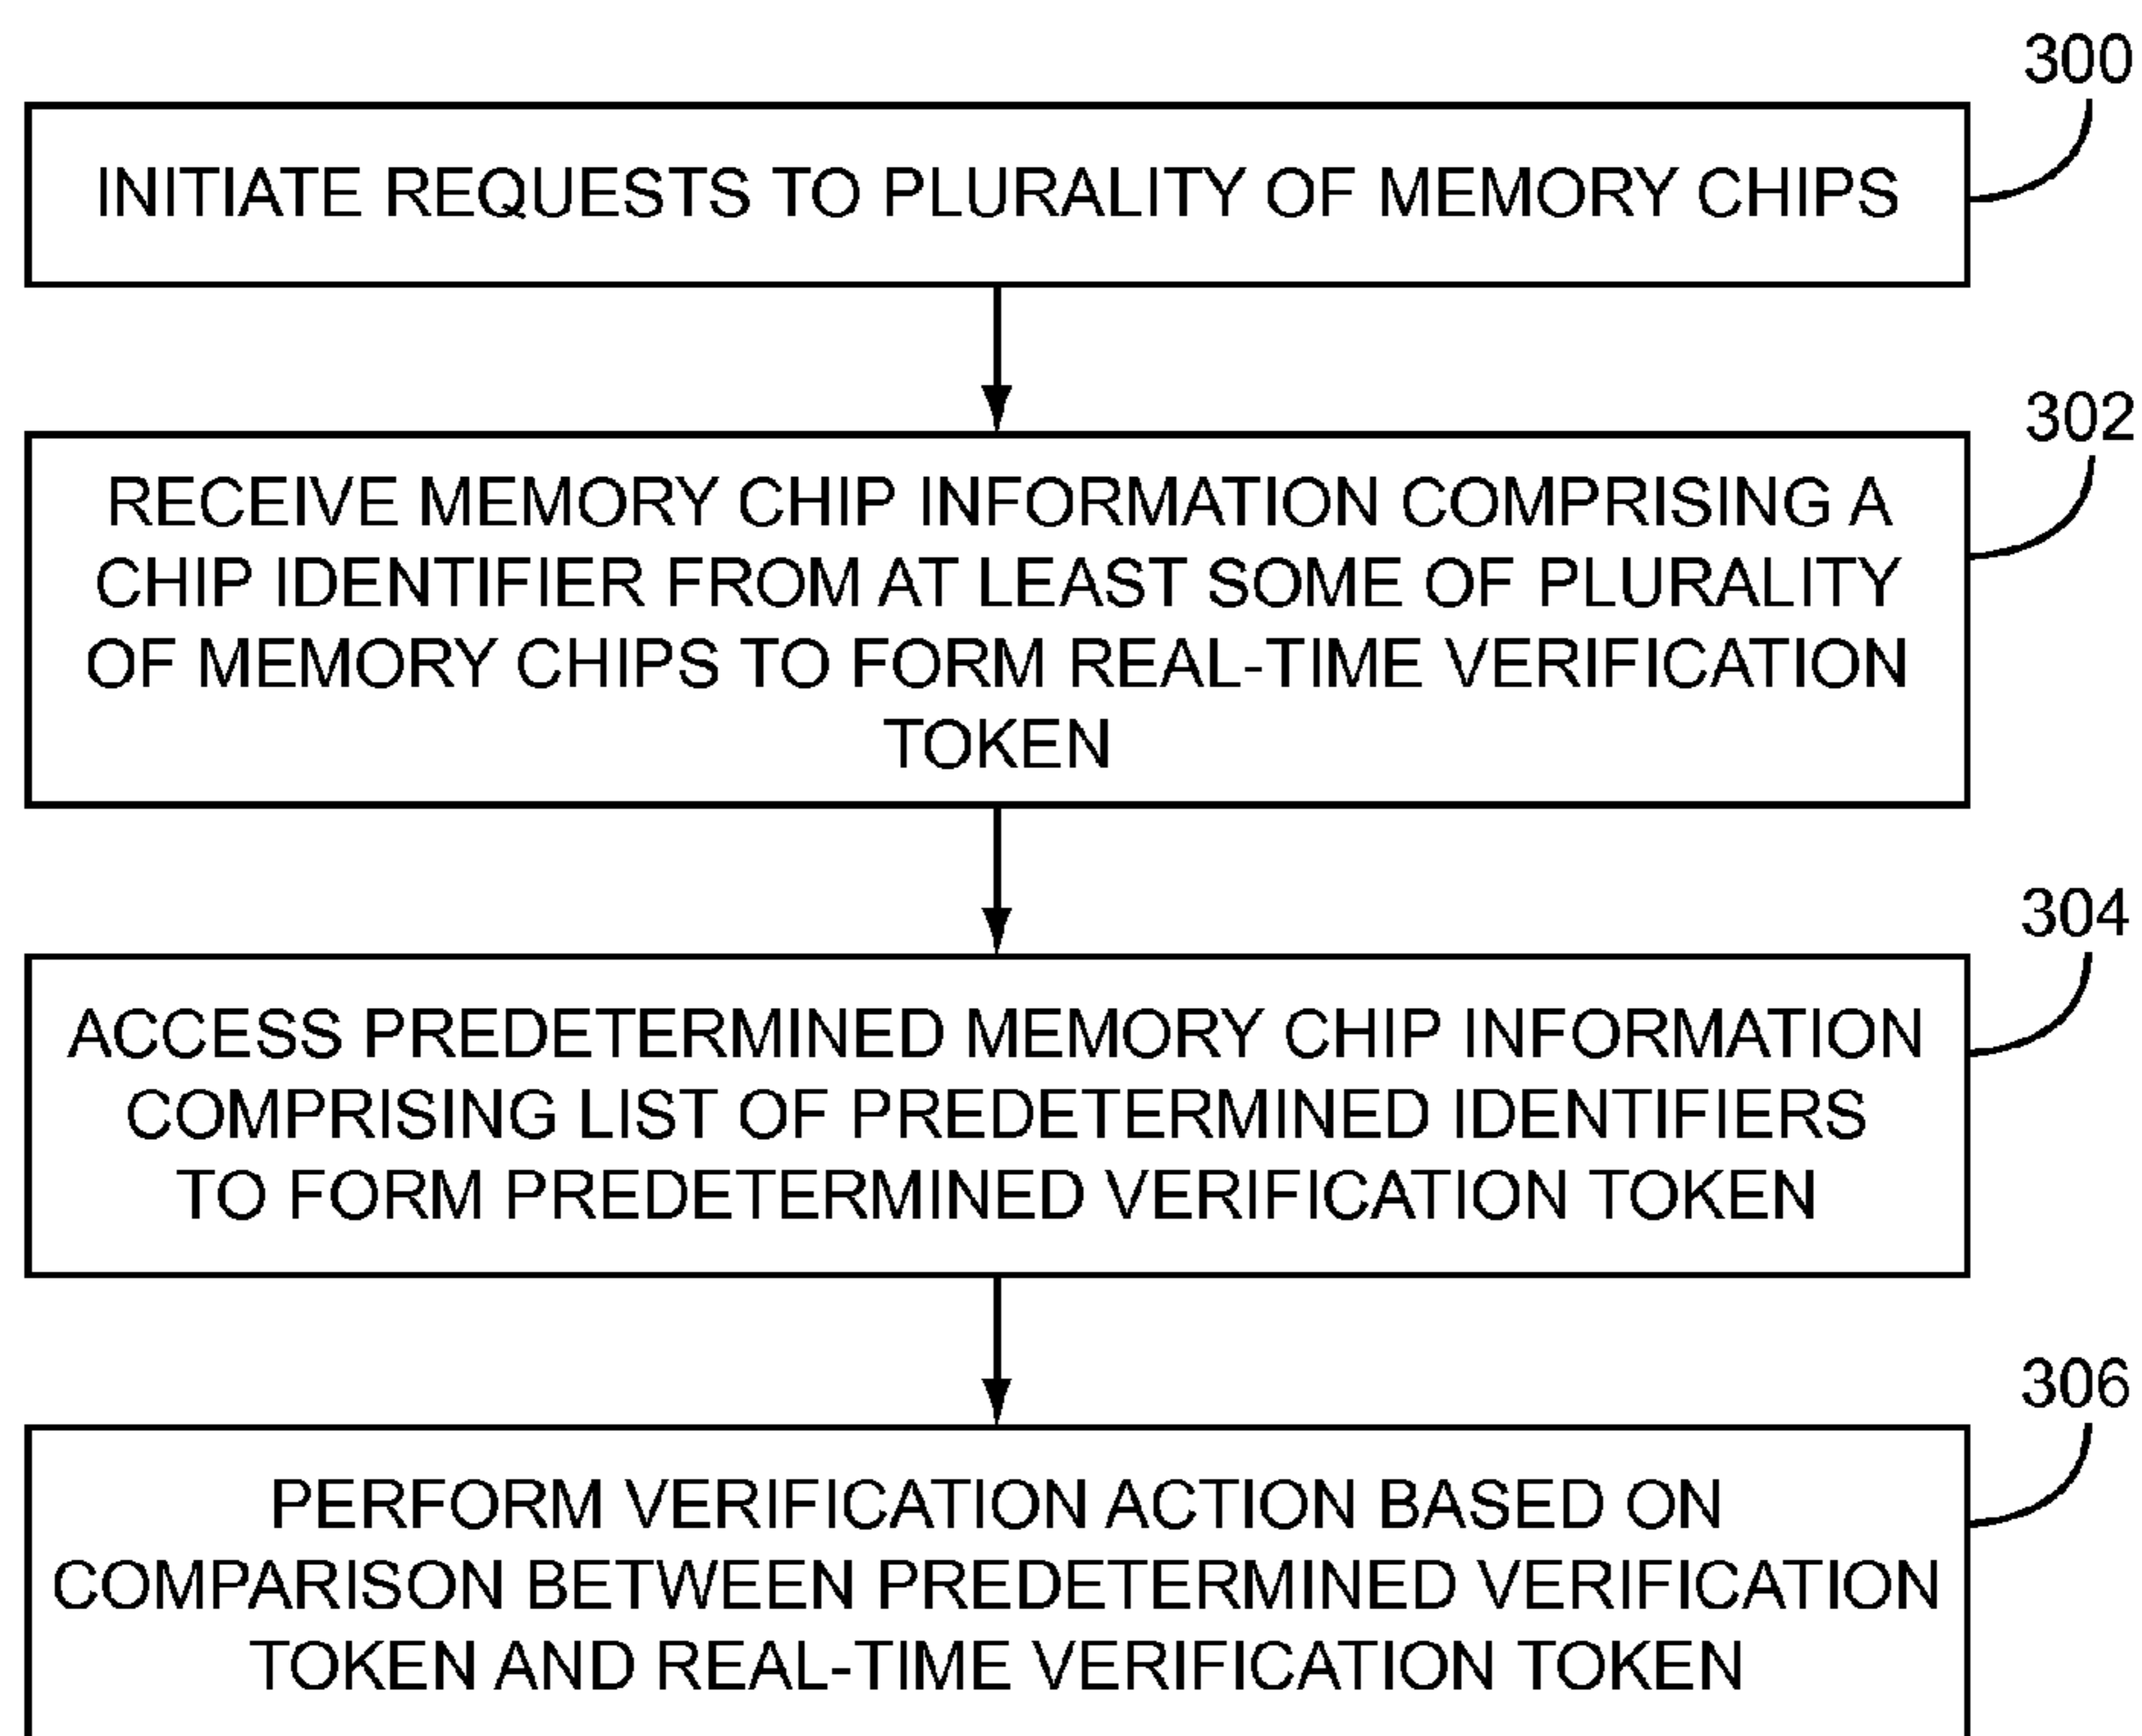 300
INITIATE REQUESTS TO PLURALITY OF MEMORY CHIPS
302
RECEIVE MEMORY CHIP INFORMATION COMPRISING A
CHIP IDENTIFIER FROM AT LEAST SOME OF PLURALITY
OF MEMORY CHIPS TO FORM REAL-TIME VERIFICATION
TOKEN
304
ACCESS PREDETERMINED MEMORY CHIP INFORMATION
COMPRISING LIST OF PREDETERMINED IDENTIFIERS
TO FORM PREDETERMINED VERIFICATION TOKEN
306
PERFORM VERIFICATION ACTION BASED ON
COMPARISON BETWEEN PREDETERMINED VERIFICATION
TOKEN AND REAL-TIME VERIFICATION TOKEN